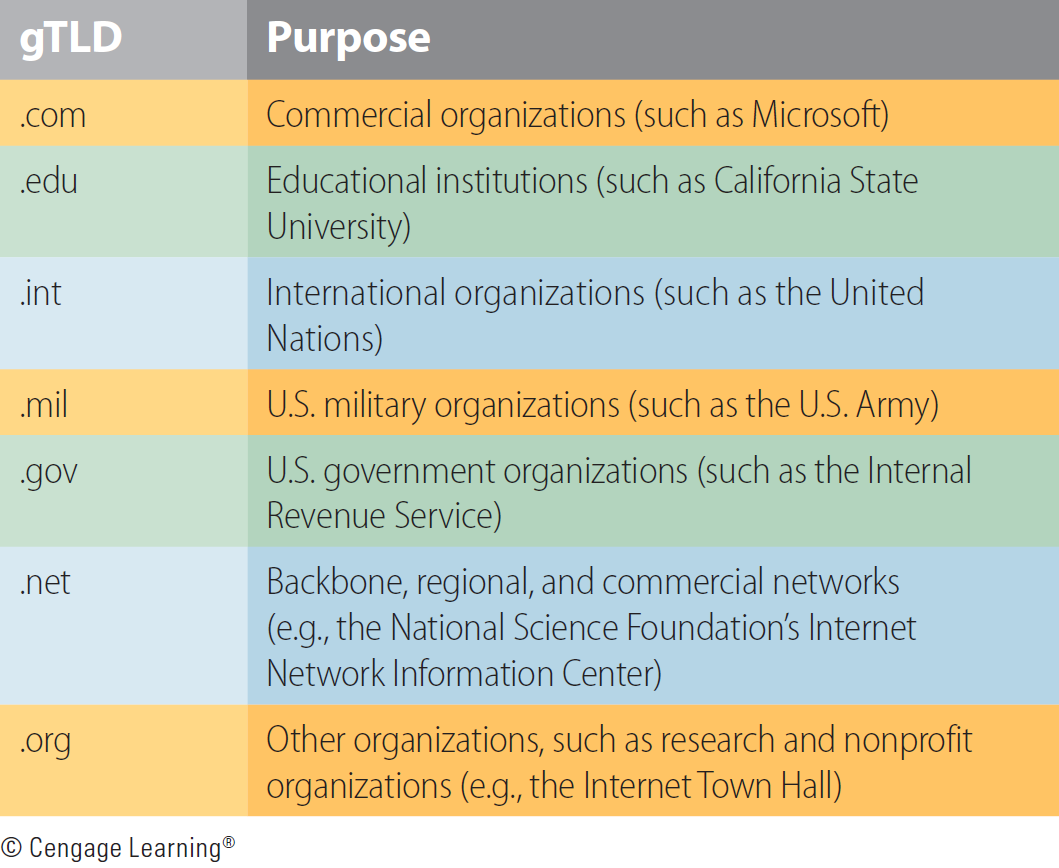 gTLD Purpose
.com Commercial organizations (such as Microsoft)
.edu Educational institutions (such as California State
University)
.int International organizations (such as the United
Nations)
.mil U.S. military organizations (such as the U.S. Army)
.gov U.S. government organizations (such as the Internal
Revenue Service)
.net Backbone, regional, and commercial networks
(e.g., the National Science Foundation’s Internet
Network Information Center)
.org Other organizations, such as research and nonprofit
organizations (e.g., the Internet Town Hall)
© Cengage Learning®